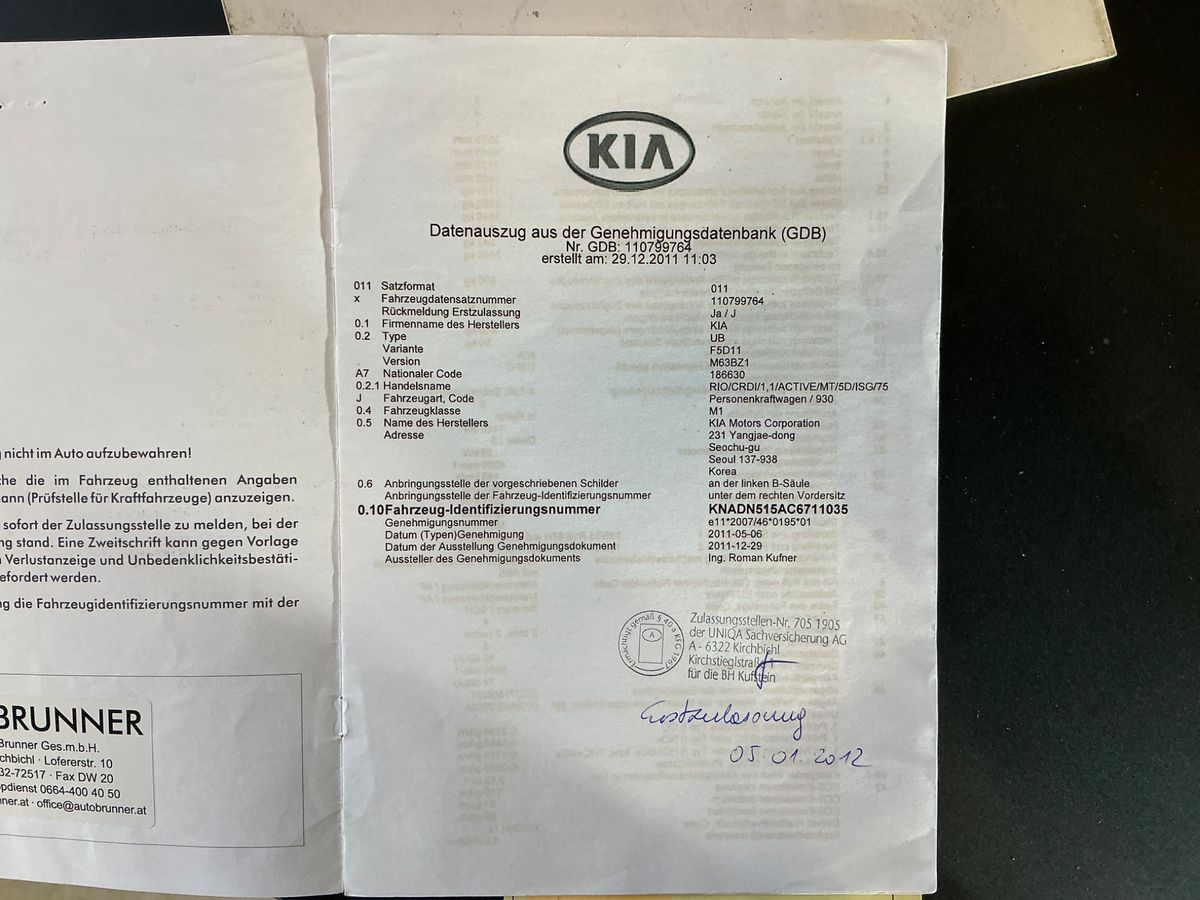 nicht im Auto aufzubewahren!
che die im Fahrzeug enthaltenen Angaben
ann (Prüfstelle für Kraftfahrzeuge) anzuzeigen.
sofort der Zulassungsstelle zu melden, bei der
ng stand. Eine Zweitschrift kann gegen Vorlage
Verlustanzeige und Unbedenklichkeitsbestäti-
efordert werden.
ng die Fahrzeugidentifizierungsnummer mit der
BRUNNER
Brunner Ges.m.b.H.
chbichl · Lofererstr. 10
32-72517 · Fax DW 20
pdienst 0664-400 40 50
ner.at · office@autobrunner.at
KIA
Datenauszug aus der Genehmigungsdatenbank (GDB)
Nr. GDB: 110799764
erstellt am: 29.12.2011 11:03
011 Satzformat 011
x Fahrzeugdatensatznummer 110799764
Rückmeldung Erstzulassung Ja / J
0.1 Firmenname des Herstellers KIA
0.2 Type UB
Variante F5D11
Version M63BZ1
A7 Nationaler Code 186630
0.2.1 Handelsname RIO/CRDI/1,1/ACTIVE/MT/5D/ISG/75
J Fahrzeugart, Code Personenkraftwagen / 930
0.4 Fahrzeugklasse M1
0.5 Name des Herstellers KIA Motors Corporation
Adresse 231 Yangjae-dong
Seochu-gu
Seoul 137-938
Korea
0.6 Anbringungsstelle der vorgeschriebenen Schilder an der linken B-Säule
Anbringungsstelle der Fahrzeug-Identifizierungsnummer unter dem rechten Vordersitz
0.10 Fahrzeug-Identifizierungsnummer KNADN515AC6711035
Genehmigungsnummer e11*2007/46*0195*01
Datum (Typen)Genehmigung 2011-05-06
Datum der Ausstellung Genehmigungsdokument 2011-12-29
Aussteller des Genehmigungsdokuments Ing. Roman Kufner
Ermächtigt gemäß § 40 a KFG 1967
A
Zulassungsstellen-Nr. 705 1905
der UNIQA Sachversicherung AG
A - 6322 Kirchbichl
Kirchstieglstraße
für die BH Kufstein
Erstzulassung
05.01.2012